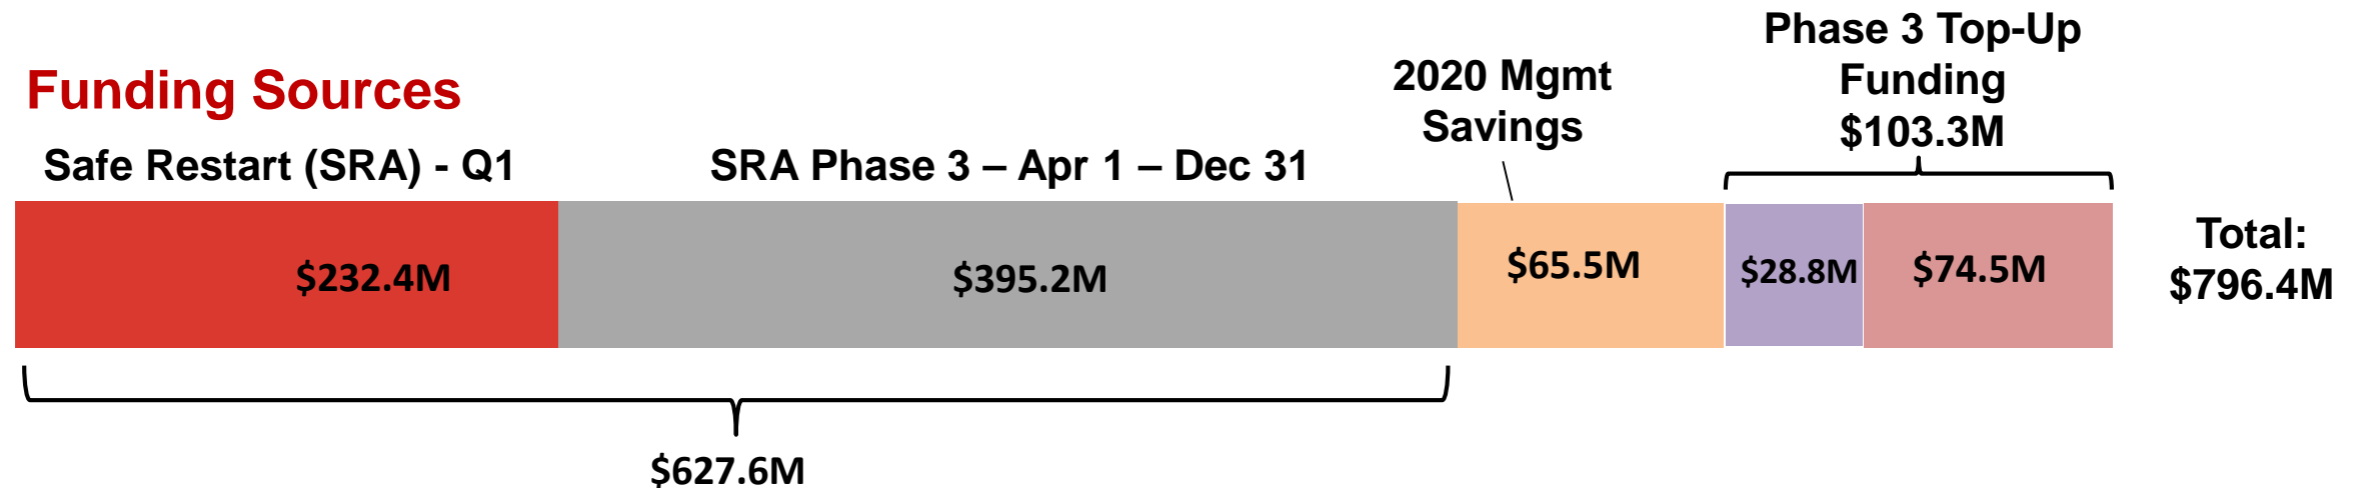 Funding Sources
Safe Restart (SRA) - Q1
SRA Phase 3 – Apr 1 – Dec 31
2020 Mgmt
Savings
Phase 3 Top-Up
Funding
$103.3M
$232.4M
$395.2M
$65.5M
$28.8M
$74.5M
Total:
$796.4M
$627.6M